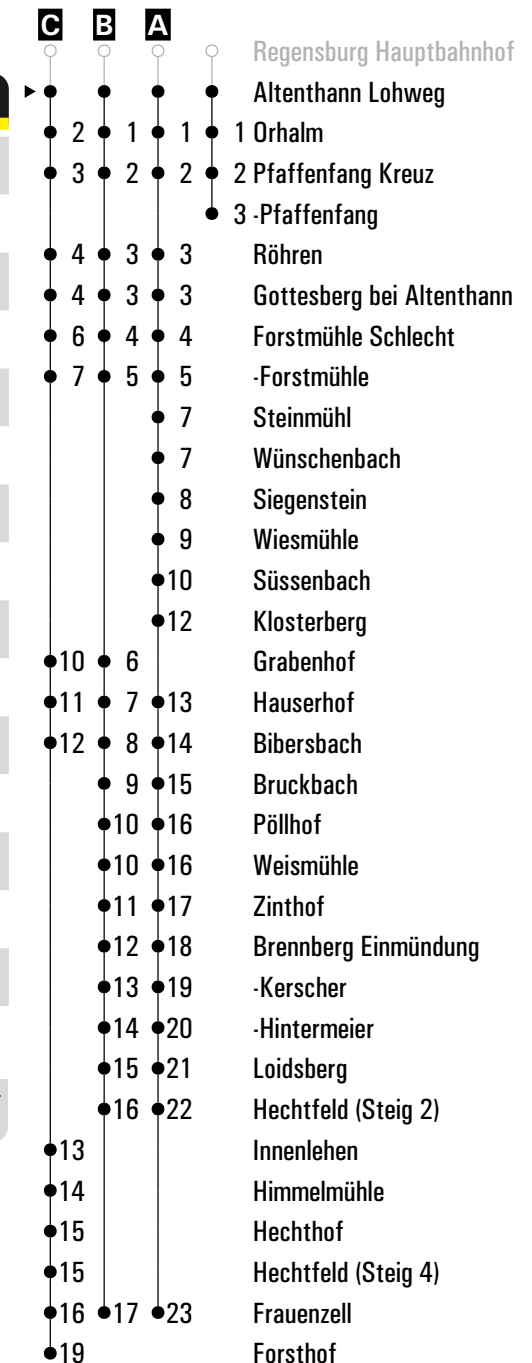 C B A
Regensburg Hauptbahnhof
Altenthann Lohweg
2 1 1 1 Orhalm
3 2 2 2 Pfaffenfang Kreuz
3 -Pfaffenfang
4 3 3 Röhren
4 3 3 Gottesberg bei Altenthann
6 4 4 Forstmühle Schlecht
7 5 5 -Forstmühle
7 Steinmühl
7 Wünschenbach
8 Siegenstein
9 Wiesmühle
10 Süssenbach
12 Klosterberg
10 6 Grabenhof
11 7 13 Hauserhof
12 8 14 Bibersbach
9 15 Bruckbach
10 16 Pöllhof
10 16 Weismühle
11 17 Zinthof
12 18 Brennberg Einmündung
13 19 -Kerscher
14 20 -Hintermeier
15 21 Loidsberg
16 22 Hechtfeld (Steig 2)
13 Innenlehen
14 Himmelmühle
15 Hechthof
15 Hechtfeld (Steig 4)
16 17 23 Frauenzell
19 Forsthof